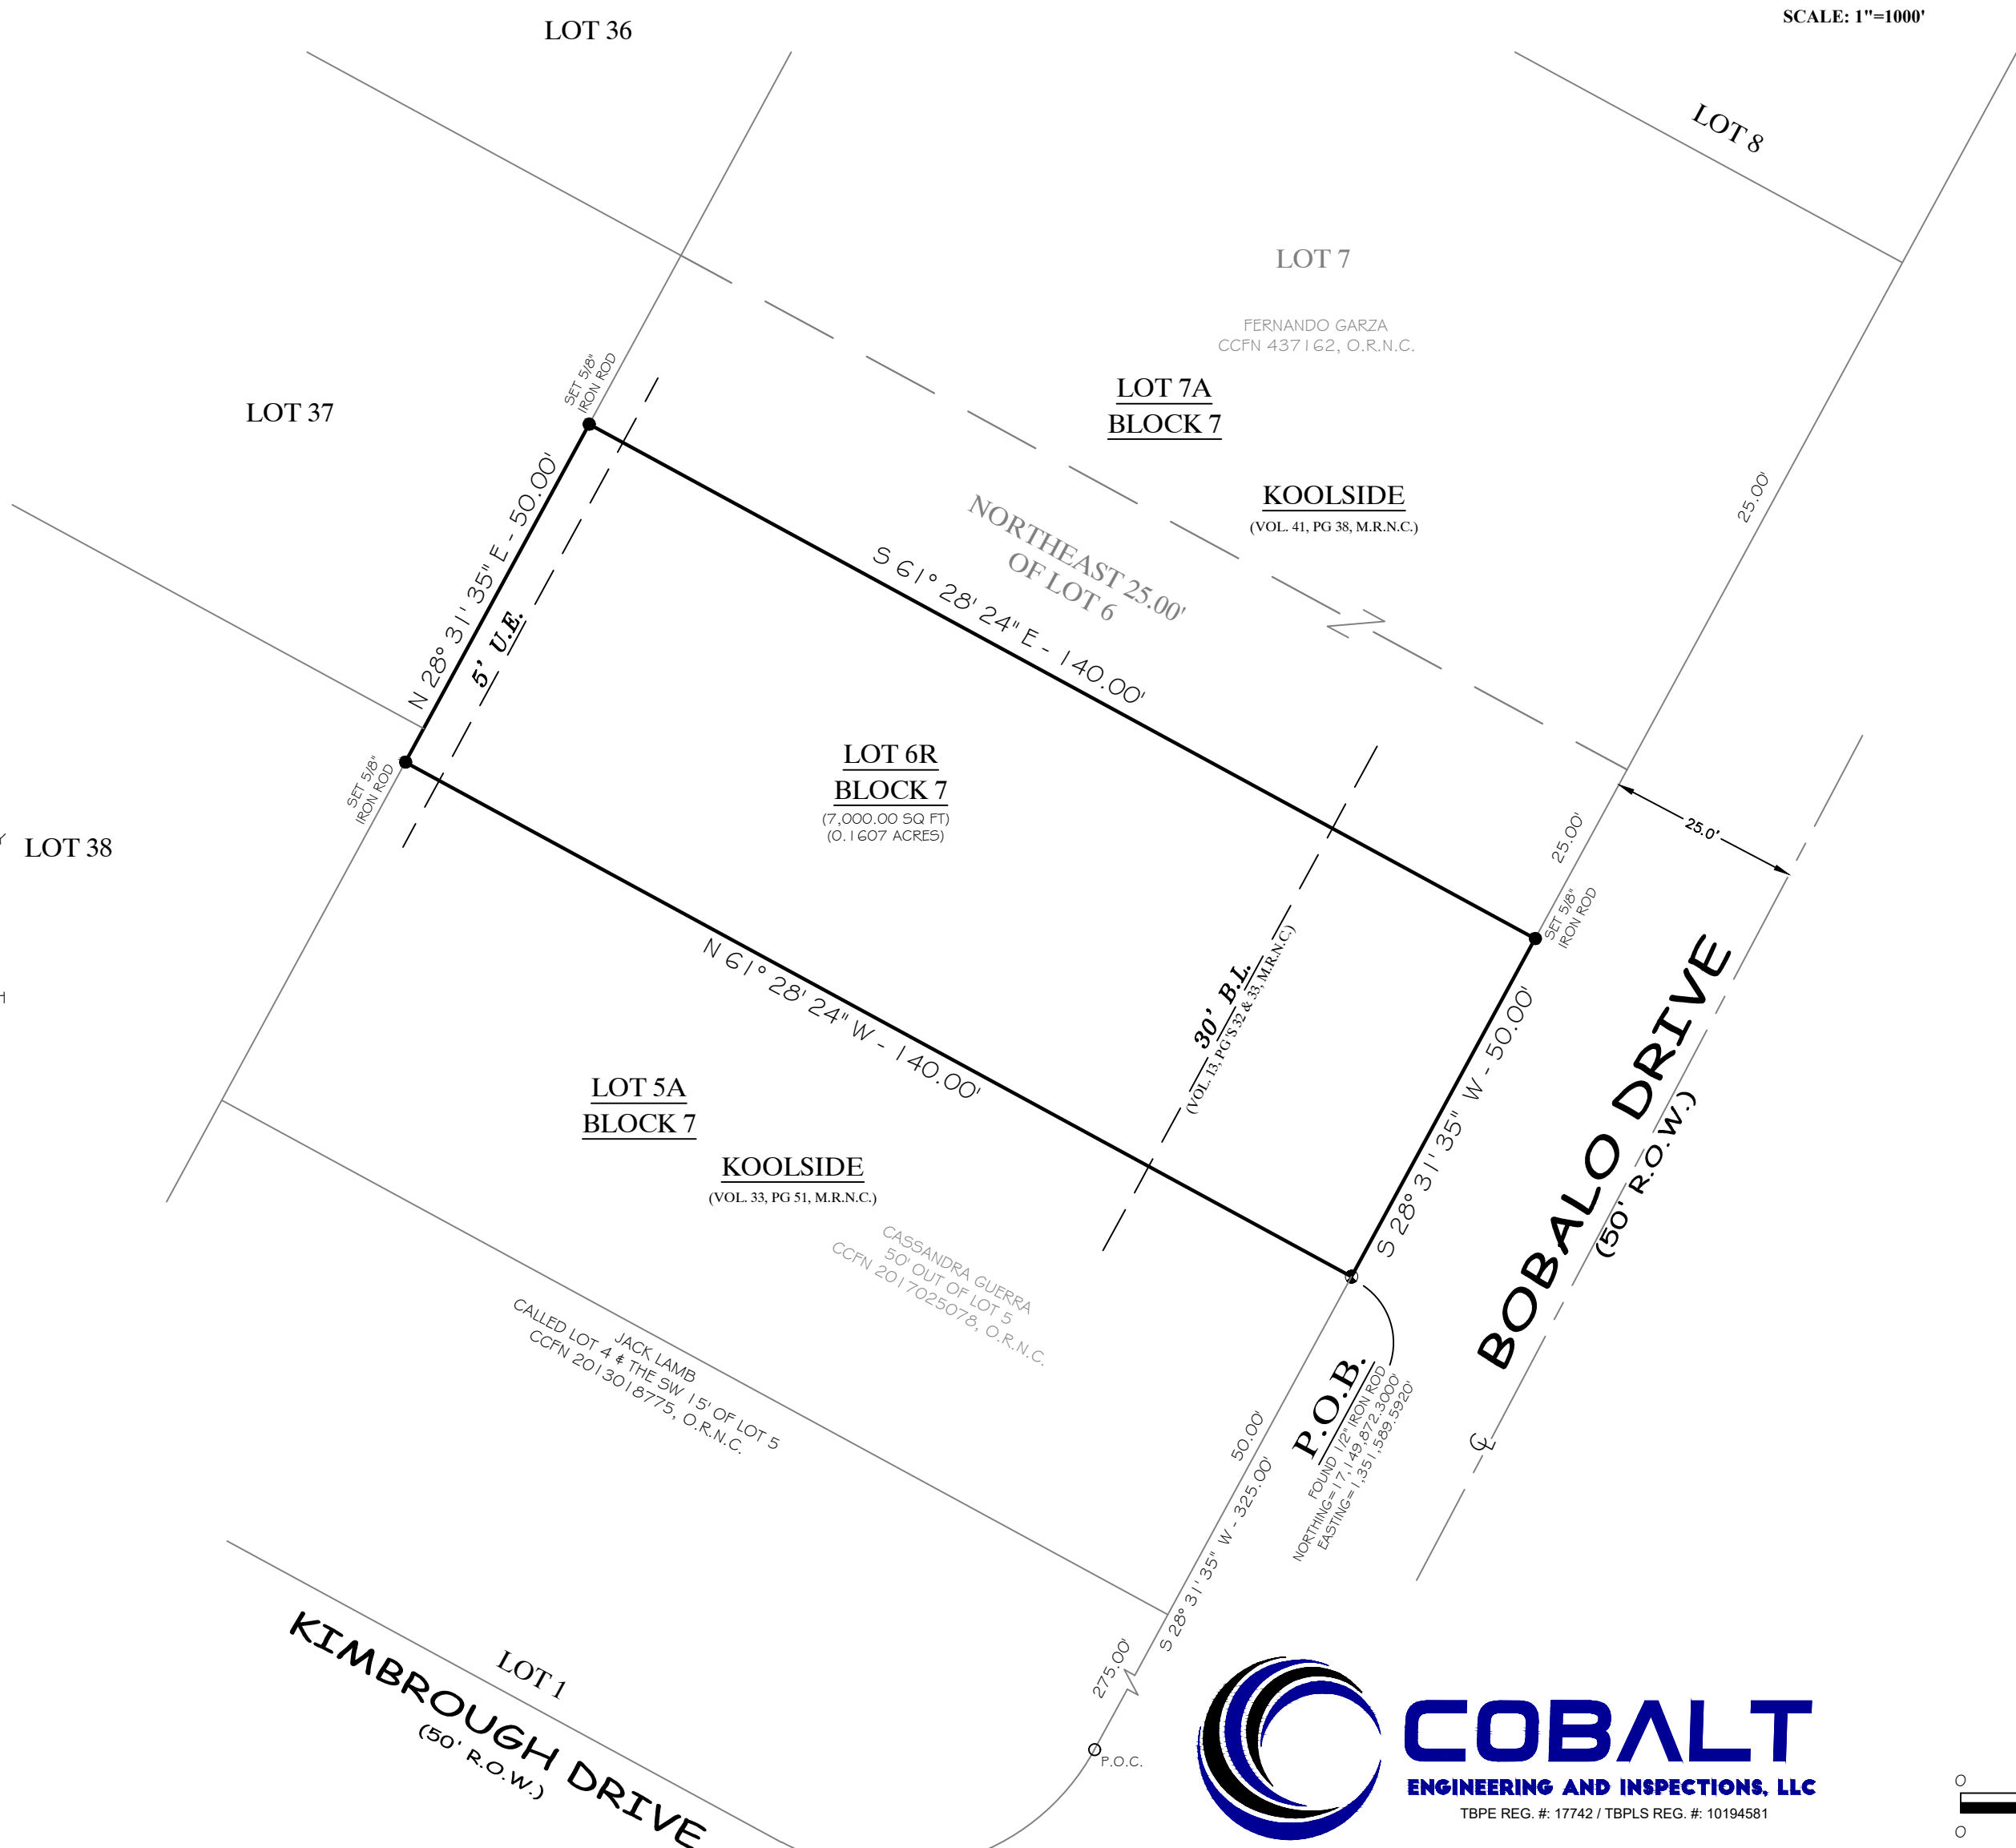 SCALE: 1"=1000'
LOT 36
LOT 8
LOT 7
FERNANDO GARZA
CCFN 437162, O.R.N.C.
LOT 7A
BLOCK 7
KOOLSIDE
(VOL. 41, PG 38, M.R.N.C.)
NORTHEAST 25.00'
OF LOT 6
25.00'
SET 5/8"
IRON ROD
LOT 37
N 28° 31' 35" E - 50.00'
5' U.E.
S 61° 28' 24" E - 140.00'
LOT 6R
BLOCK 7
(7,000.00 SQ FT)
(0.1607 ACRES)
SET 5/8"
IRON ROD
LOT 38
25.00'
25.0'
SET 5/8"
IRON ROD
N 61° 28' 24" W - 140.00'
30' B.L.
(VOL. 13, PG'S 32 & 33, M.R.N.C.)
S 28° 31' 35" W - 50.00'
BOBALO DRIVE
(50' R.O.W.)
LOT 5A
BLOCK 7
KOOLSIDE
(VOL. 33, PG 51, M.R.N.C.)
CASSANDRA GUERRA
50' OUT OF LOT 5
CCFN 2017025078, O.R.N.C.
JACK LAMB
CALLED LOT 4 & THE SW 15' OF LOT 5
CCFN 2013018775, O.R.N.C.
P.O.B.
FOUND 1/2" IRON ROD
NORTHING=17,149,872.3000'
EASTING=1,351,589.5920'
50.00'
S 28° 31' 35" W - 325.00'
275.00'
P.O.C.
LOT 1
KIMBROUGH DRIVE
(50' R.O.W.)
COBALT
ENGINEERING AND INSPECTIONS, LLC
TBPE REG. #: 17742 / TBPLS REG. #: 10194581
0
0